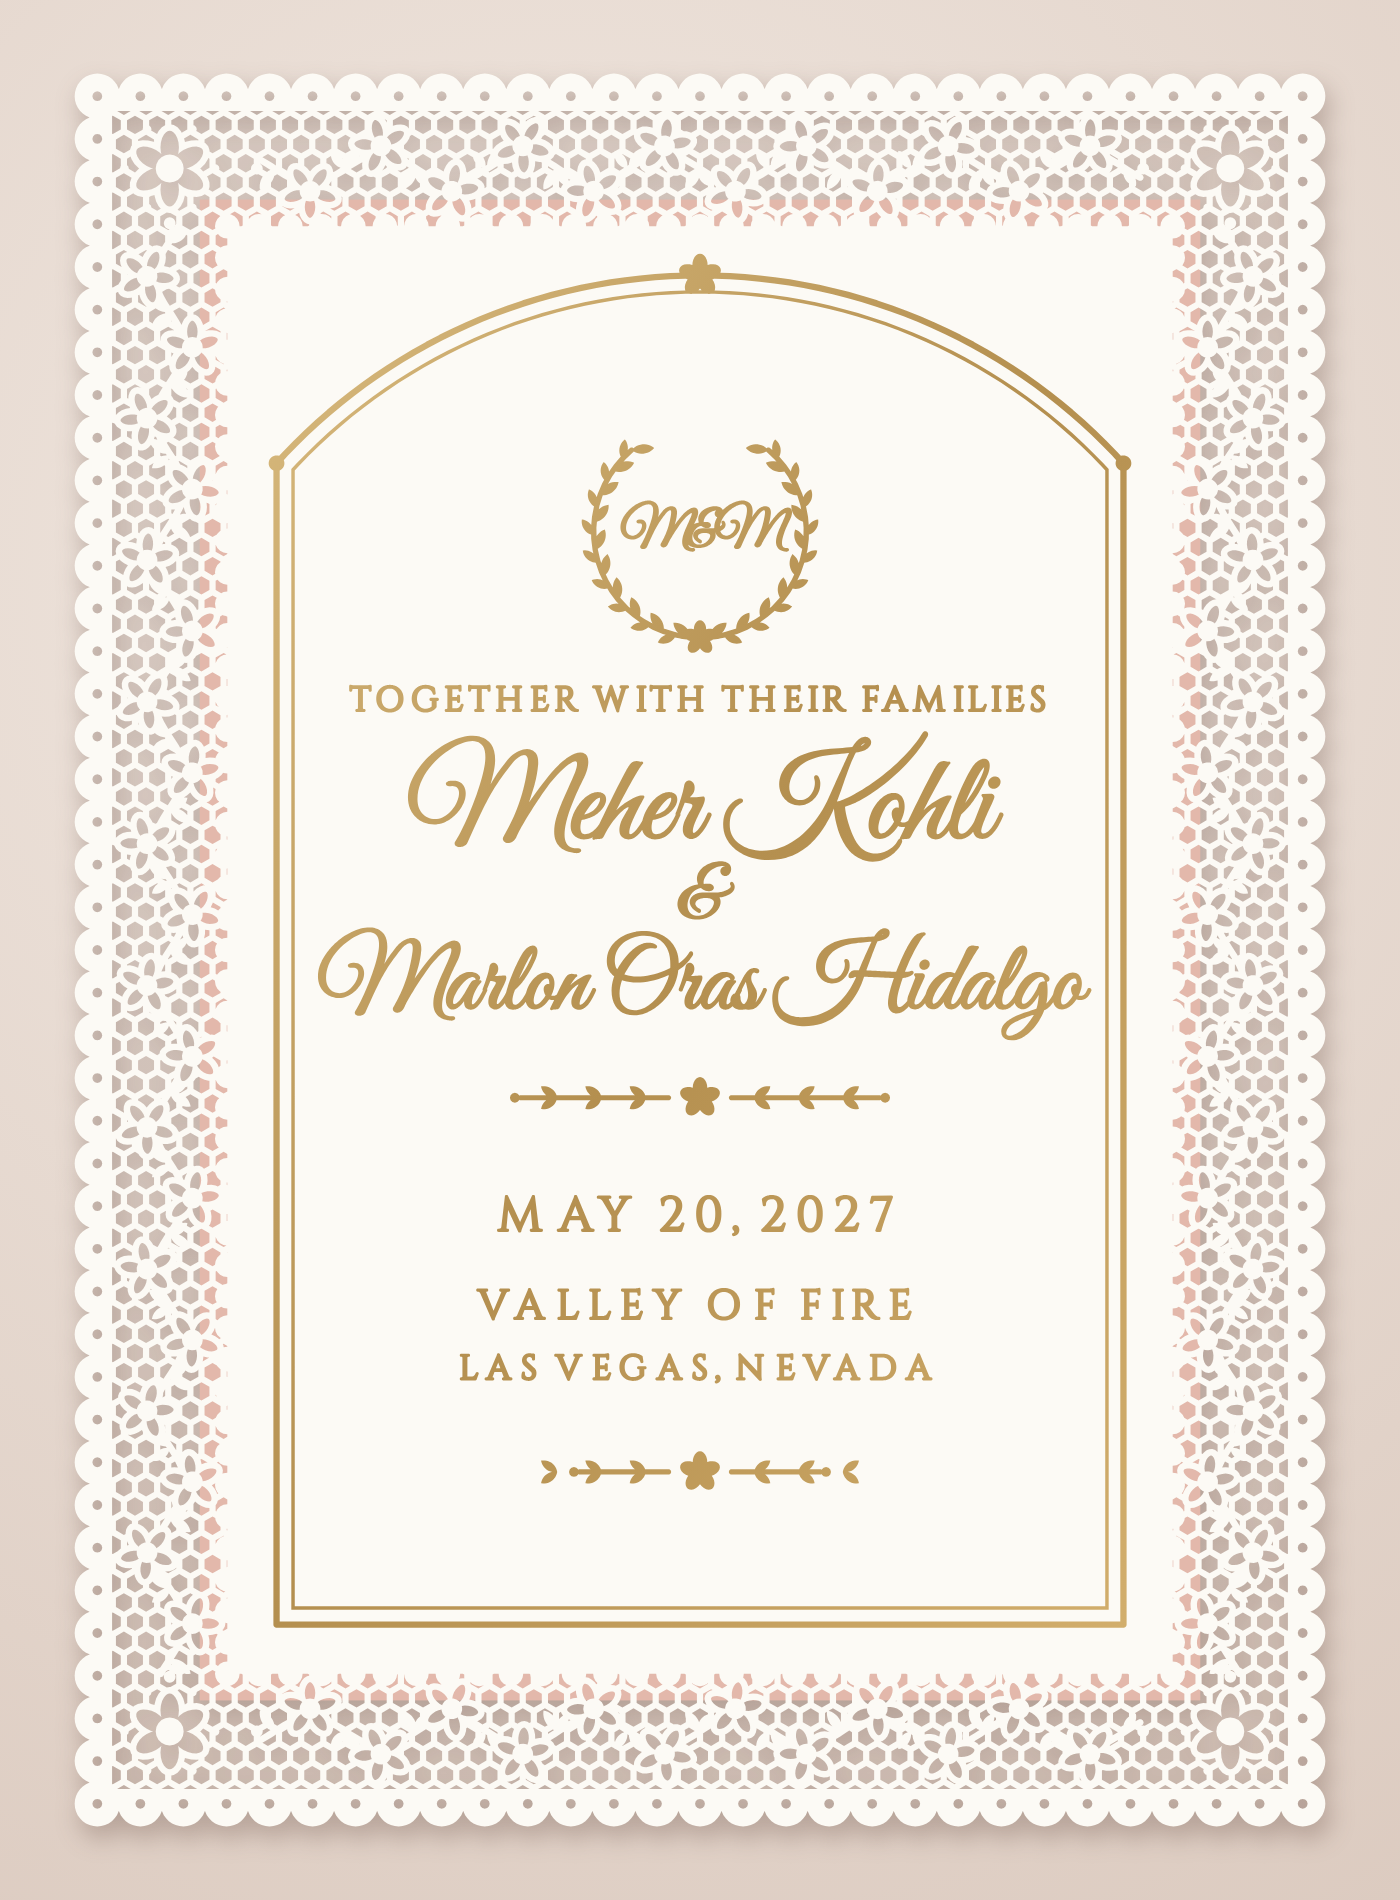 M&M
TOGETHER WITH THEIR FAMILIES
Meher Kohli
&
Marlon Oras Hidalgo
MAY 20, 2027
VALLEY OF FIRE
LAS VEGAS, NEVADA